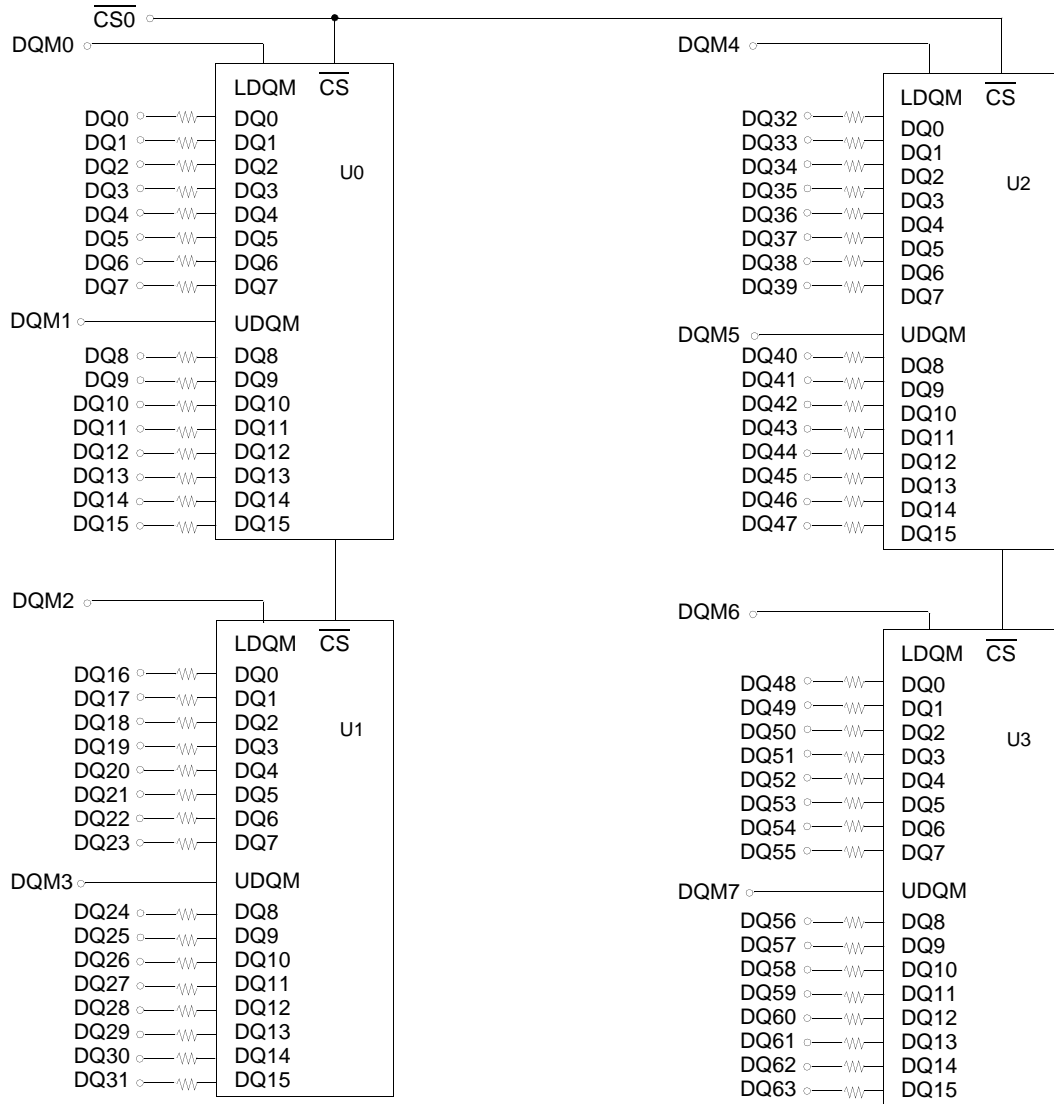 CS0
DQM0
LDQM CS
DQ0 DQ0
DQ1 DQ1
DQ2 DQ2
U0
DQ3 DQ3
DQ4 DQ4
DQ5 DQ5
DQ6 DQ6
DQ7 DQ7
DQM1 UDQM
DQ8 DQ8
DQ9 DQ9
DQ10 DQ10
DQ11 DQ11
DQ12 DQ12
DQ13 DQ13
DQ14 DQ14
DQ15 DQ15
DQM2
LDQM CS
DQ16 DQ0
DQ17 DQ1
DQ18 DQ2
U1
DQ19 DQ3
DQ20 DQ4
DQ21 DQ5
DQ22 DQ6
DQ23 DQ7
DQM3 UDQM
DQ24 DQ8
DQ25 DQ9
DQ26 DQ10
DQ27 DQ11
DQ28 DQ12
DQ29 DQ13
DQ30 DQ14
DQ31 DQ15
DQM4
LDQM CS
DQ32 DQ0
DQ33 DQ1
DQ34 DQ2
U2
DQ35 DQ3
DQ36 DQ4
DQ37 DQ5
DQ38 DQ6
DQ39 DQ7
DQM5 UDQM
DQ40 DQ8
DQ41 DQ9
DQ42 DQ10
DQ43 DQ11
DQ44 DQ12
DQ45 DQ13
DQ46 DQ14
DQ47 DQ15
DQM6
LDQM CS
DQ48 DQ0
DQ49 DQ1
DQ50 DQ2
U3
DQ51 DQ3
DQ52 DQ4
DQ53 DQ5
DQ54 DQ6
DQ55 DQ7
DQM7 UDQM
DQ56 DQ8
DQ57 DQ9
DQ58 DQ10
DQ59 DQ11
DQ60 DQ12
DQ61 DQ13
DQ62 DQ14
DQ63 DQ15